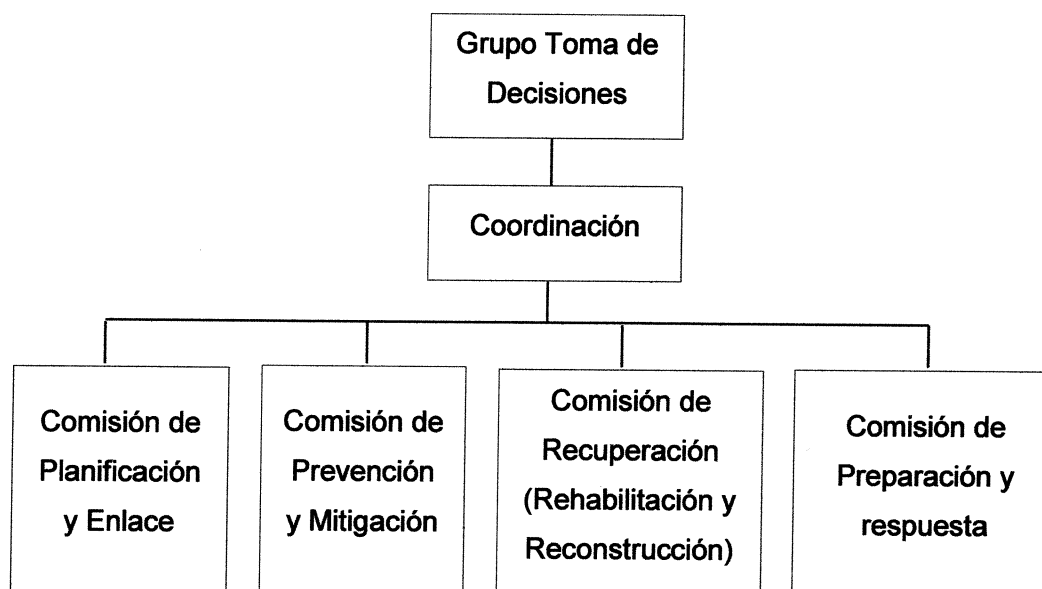 Grupo Toma de
Decisiones
Coordinación
Comisión de
Planificación
y Enlace
Comisión de
Prevención
y Mitigación
Comisión de
Recuperación
(Rehabilitación y
Reconstrucción)
Comisión de
Preparación y
respuesta